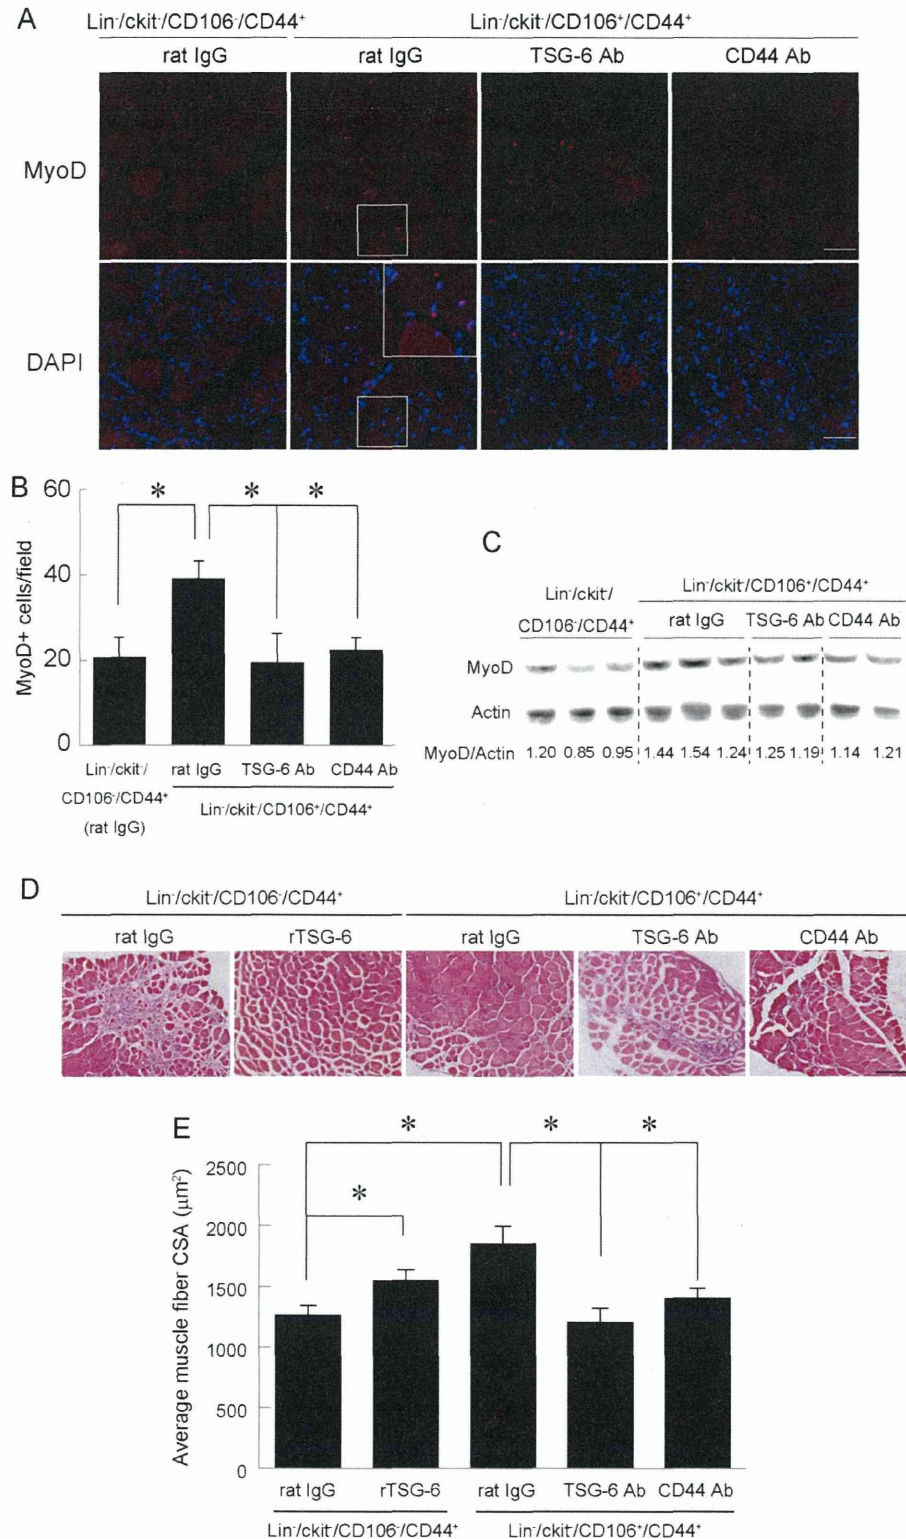 A
Lin⁻/ckit⁻/CD106⁻/CD44⁺ Lin⁻/ckit⁻/CD106⁺/CD44⁺
rat IgG rat IgG TSG-6 Ab CD44 Ab
MyoD
DAPI
B
60
40
20
0
MyoD+ cells/field
* * *
Lin⁻/ckit⁻/ rat IgG TSG-6 Ab CD44 Ab
CD106⁻/CD44⁺ Lin⁻/ckit⁻/CD106⁺/CD44⁺
(rat IgG)
C
Lin⁻/ckit⁻/ Lin⁻/ckit⁻/CD106⁺/CD44⁺
CD106⁻/CD44⁺ rat IgG TSG-6 Ab CD44 Ab
MyoD
Actin
MyoD/Actin 1.20 0.85 0.95 1.44 1.54 1.24 1.25 1.19 1.14 1.21
D
Lin⁻/ckit⁻/CD106⁻/CD44⁺ Lin⁻/ckit⁻/CD106⁺/CD44⁺
rat IgG rTSG-6 rat IgG TSG-6 Ab CD44 Ab
E
* * *
*
2500
2000
1500
1000
500
0
Average muscle fiber CSA (μm²)
rat IgG rTSG-6 rat IgG TSG-6 Ab CD44 Ab
Lin⁻/ckit⁻/CD106⁻/CD44⁺ Lin⁻/ckit⁻/CD106⁺/CD44⁺